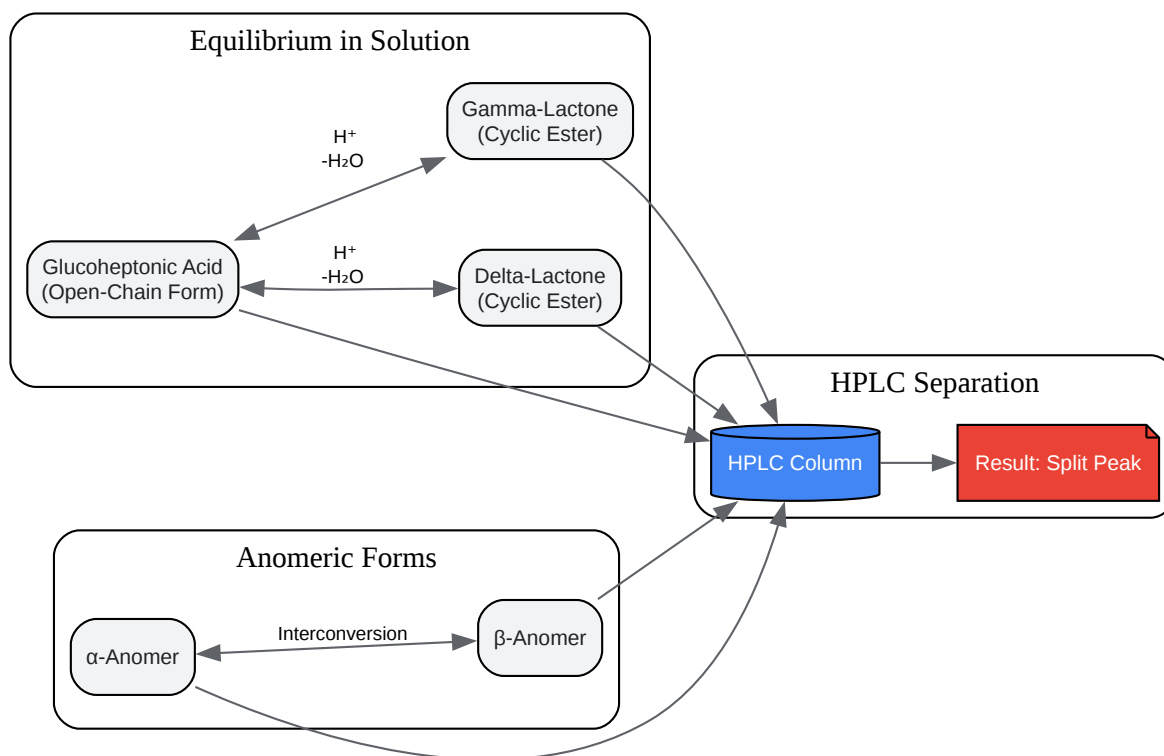 Equilibrium in Solution
Gamma-Lactone
(Cyclic Ester)
H⁺
-H₂O
Glucoheptonic Acid
(Open-Chain Form)
H⁺
-H₂O
Delta-Lactone
(Cyclic Ester)
HPLC Separation
HPLC Column
Result: Split Peak
Anomeric Forms
α-Anomer
Interconversion
β-Anomer